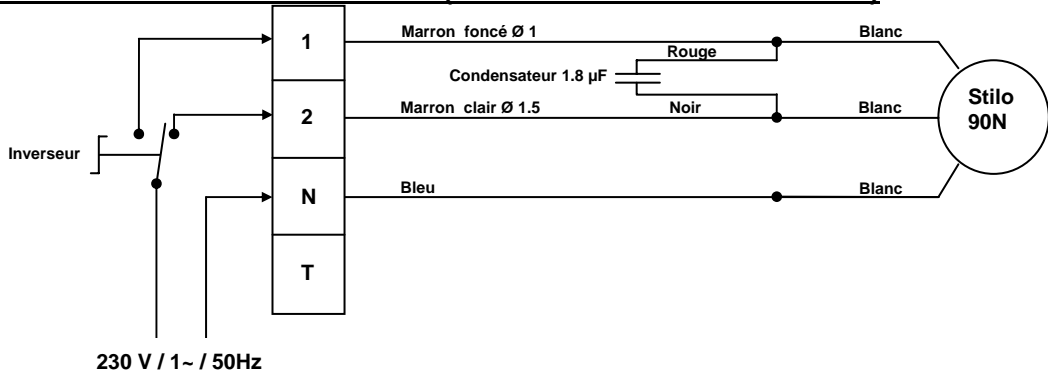 1
Marron foncé Ø 1
Blanc
Rouge
Condensateur 1.8 µF
2
Marron clair Ø 1.5
Noir
Blanc
Stilo
90N
Inverseur
N
Bleu
Blanc
T
230 V / 1~ / 50Hz